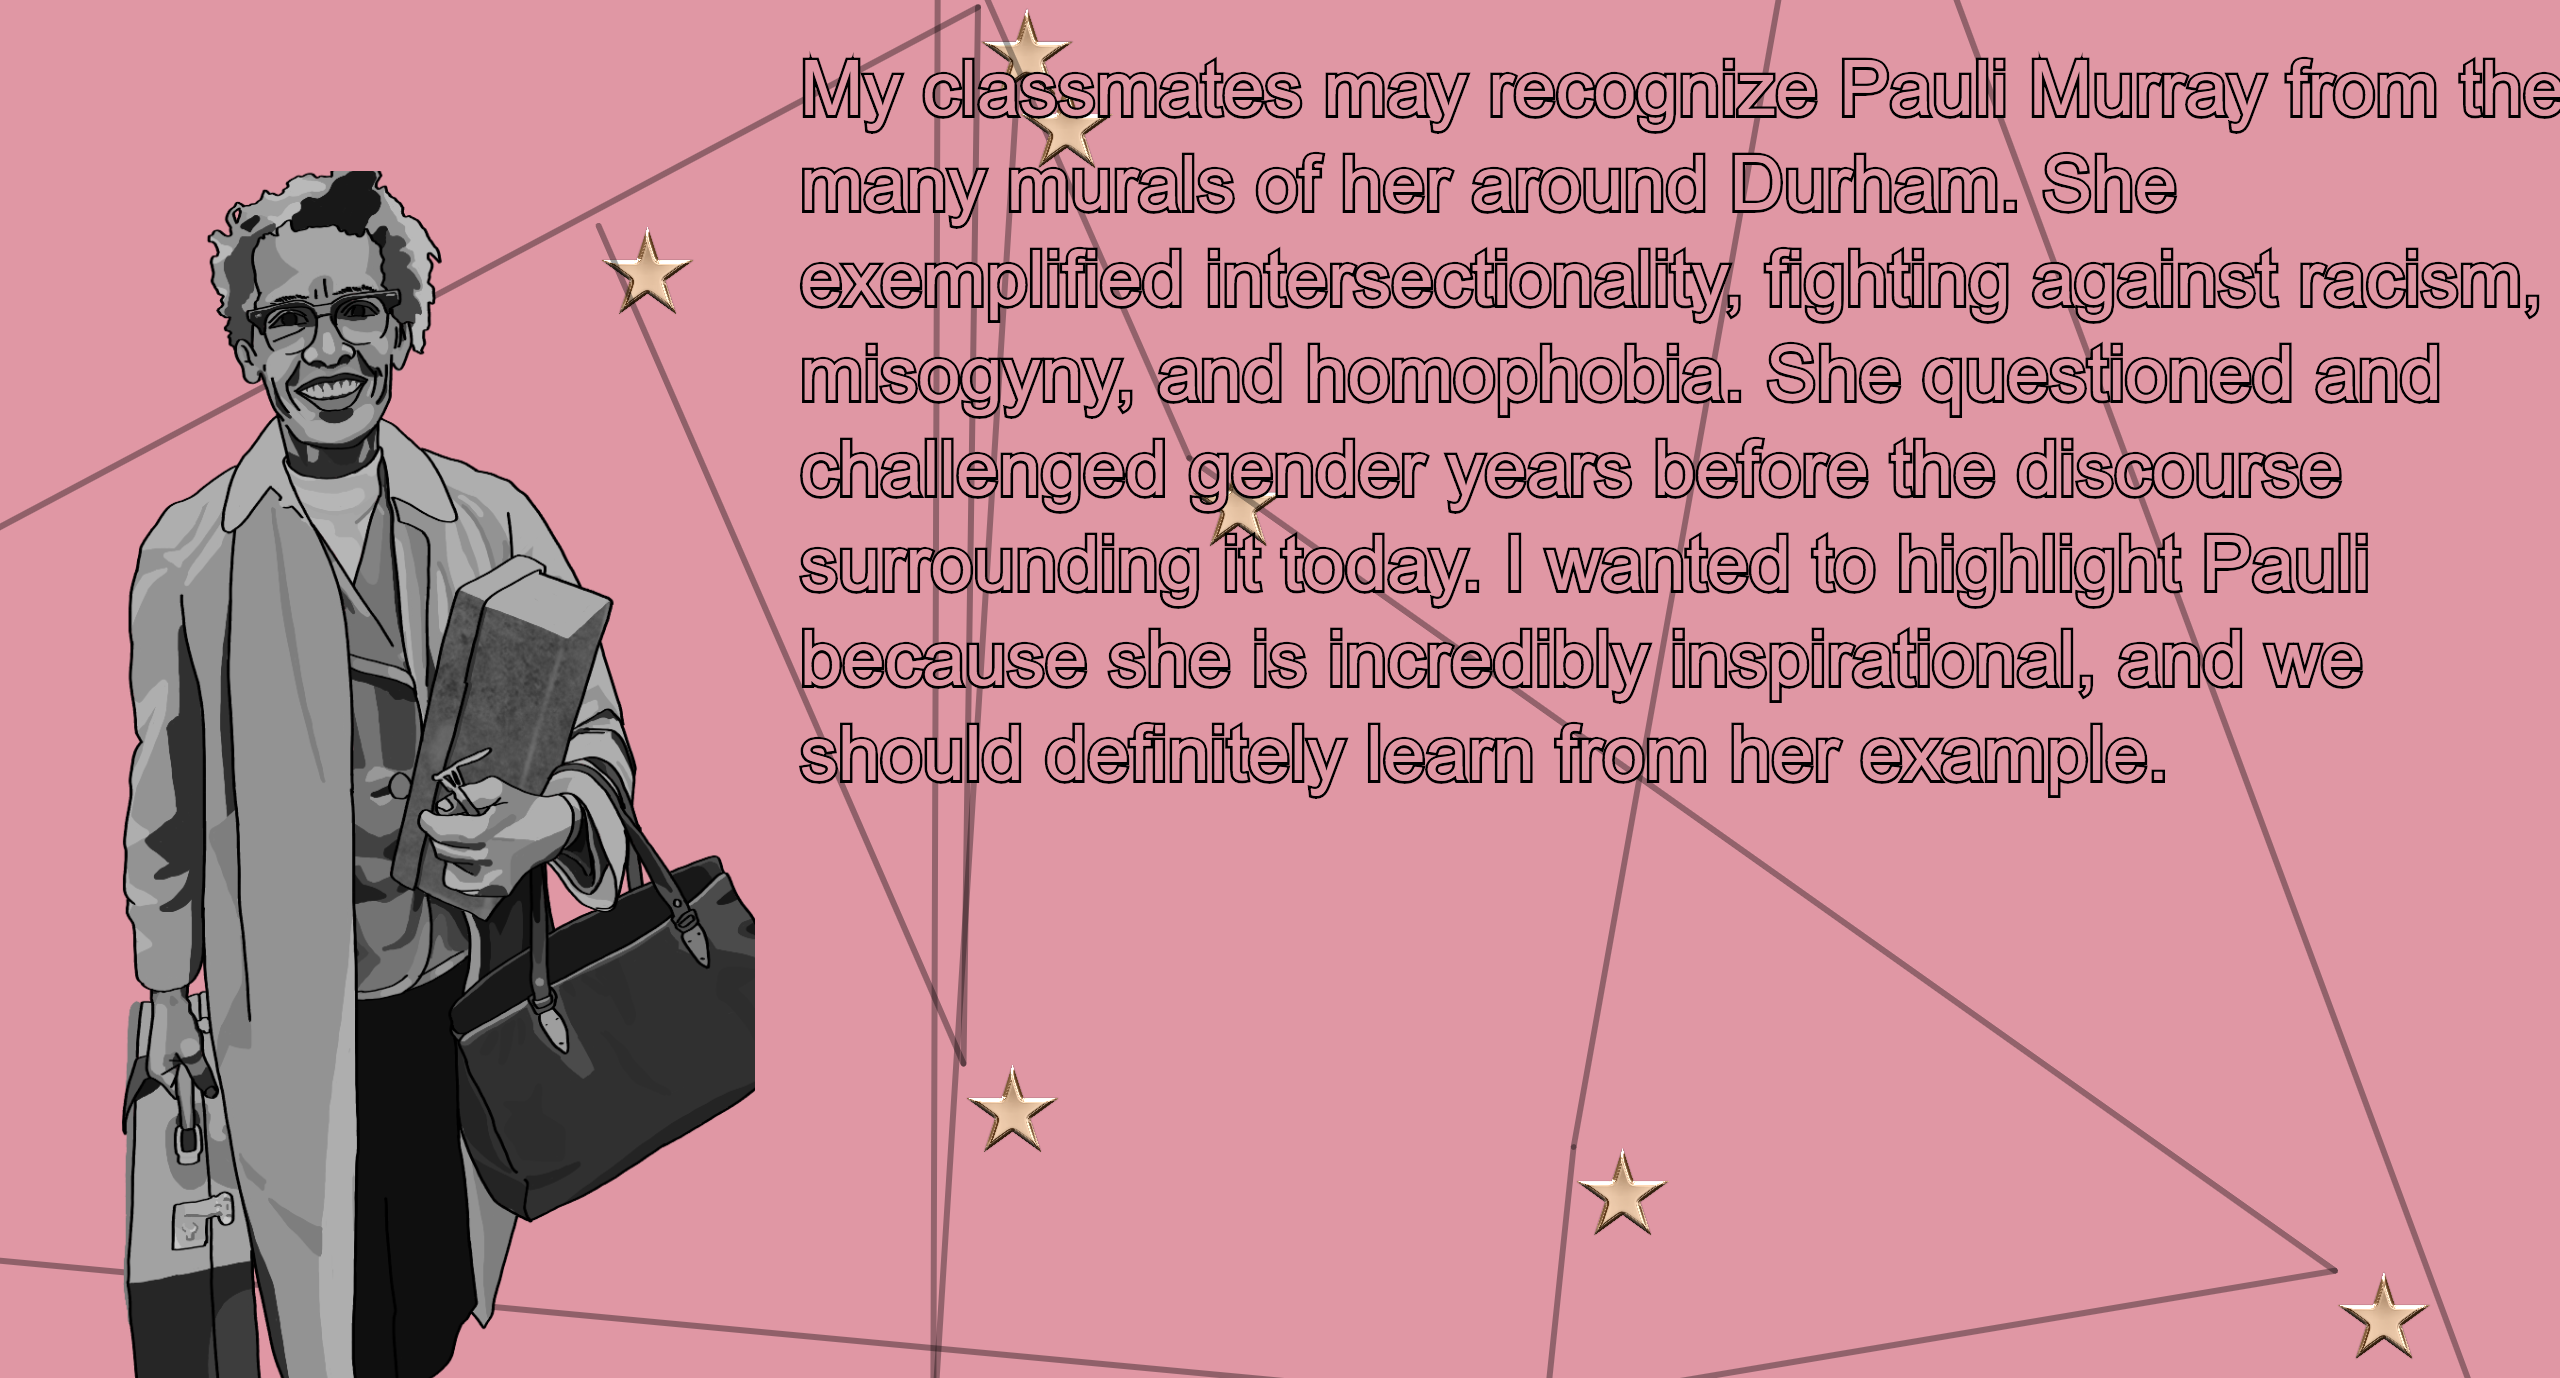 My classmates may recognize Pauli Murray from the
many murals of her around Durham. She
exemplified intersectionality, fighting against racism,
misogyny, and homophobia. She questioned and
challenged gender years before the discourse
surrounding it today. I wanted to highlight Pauli
because she is incredibly inspirational, and we
should definitely learn from her example.